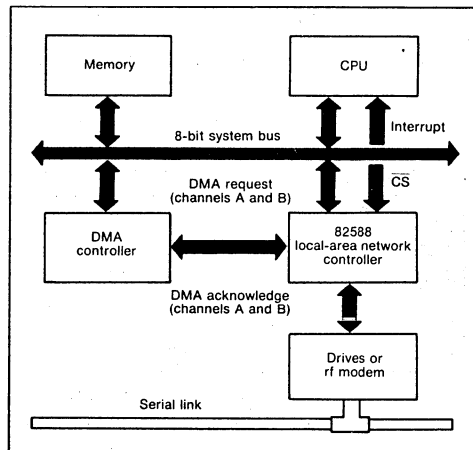 Memory
CPU
8-bit system bus
Interrupt
DMA request
(channels A and B)
CS
DMA
controller
82588
local-area network
controller
DMA acknowledge
(channels A and B)
Drives or
rf modem
Serial link